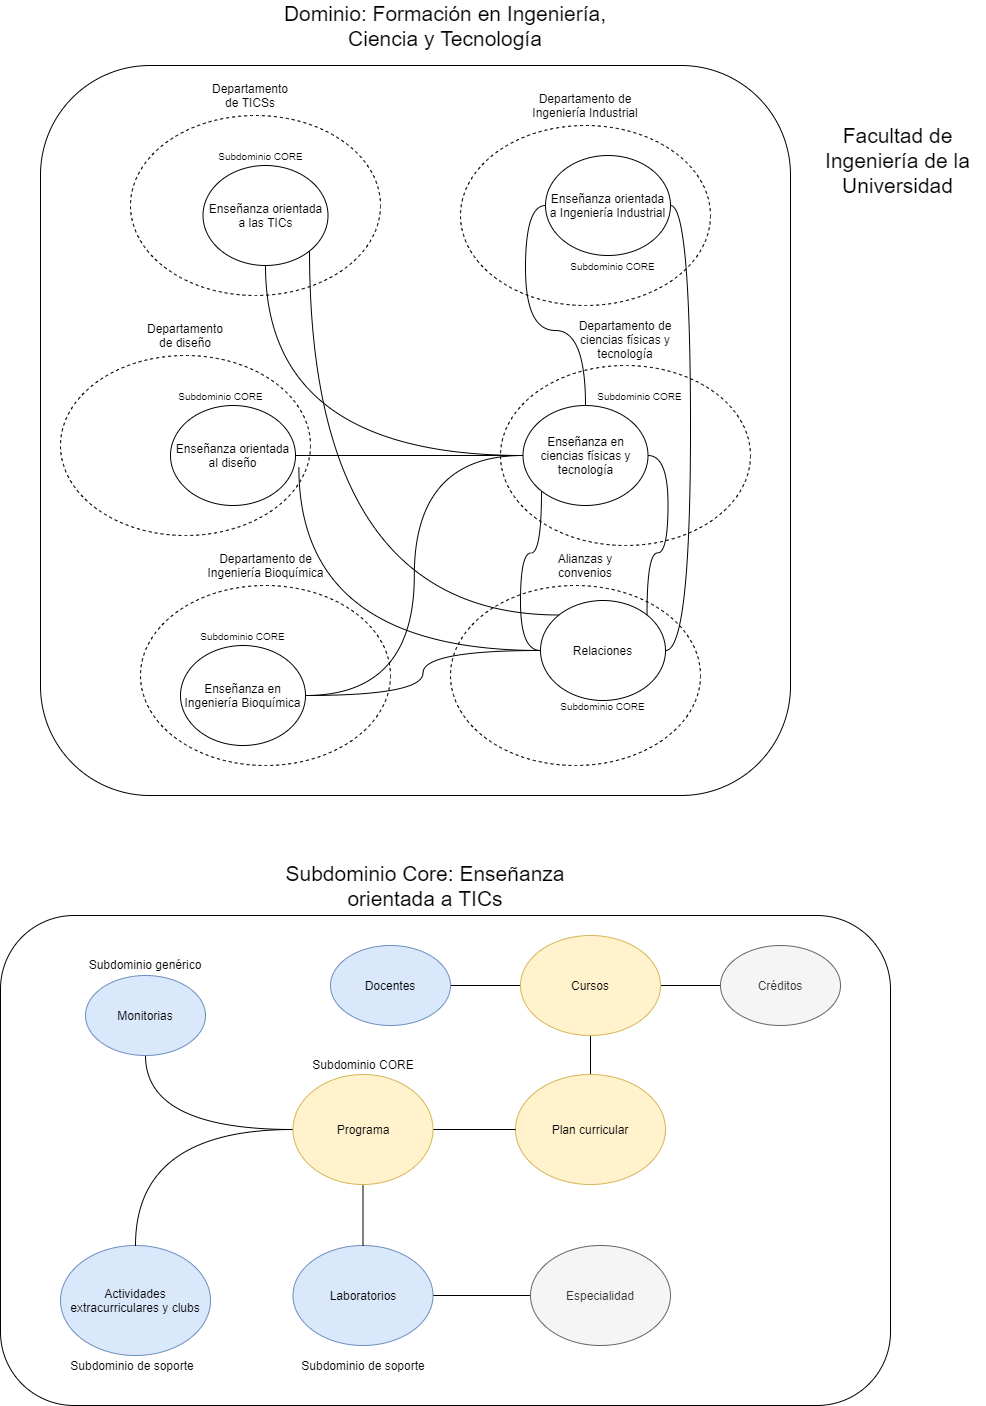 Dominio: Formación en Ingeniería,
Ciencia y Tecnología
Facultad de
Ingeniería de la
Universidad
Departamento
de TICSs
Subdominio CORE
Enseñanza orientada
a las TICs
Departamento de
Ingeniería Industrial
Enseñanza orientada
a Ingeniería Industrial
Subdominio CORE
Departamento
de diseño
Subdominio CORE
Enseñanza orientada
al diseño
Departamento de
ciencias físicas y
tecnología
Subdominio CORE
Enseñanza en
ciencias físicas y
tecnología
Departamento de
Ingeniería Bioquímica
Subdominio CORE
Enseñanza en
Ingeniería Bioquímica
Alianzas y
convenios
Relaciones
Subdominio CORE
Subdominio Core: Enseñanza
orientada a TICs
Subdominio genérico
Monitorias
Docentes
Cursos
Créditos
Subdominio CORE
Programa
Plan curricular
Actividades
extracurriculares y clubs
Subdominio de soporte
Laboratorios
Subdominio de soporte
Especialidad